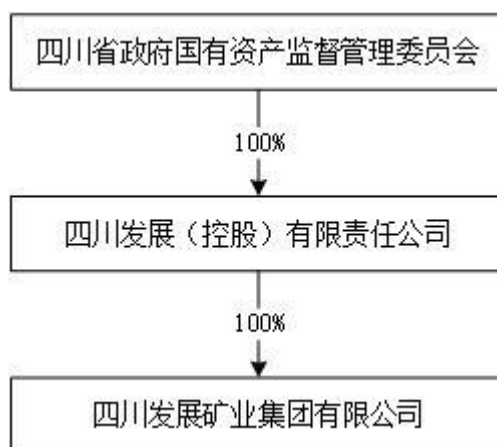 四川省政府国有资产监督管理委员会
100%
四川发展（控股）有限责任公司
100%
四川发展矿业集团有限公司